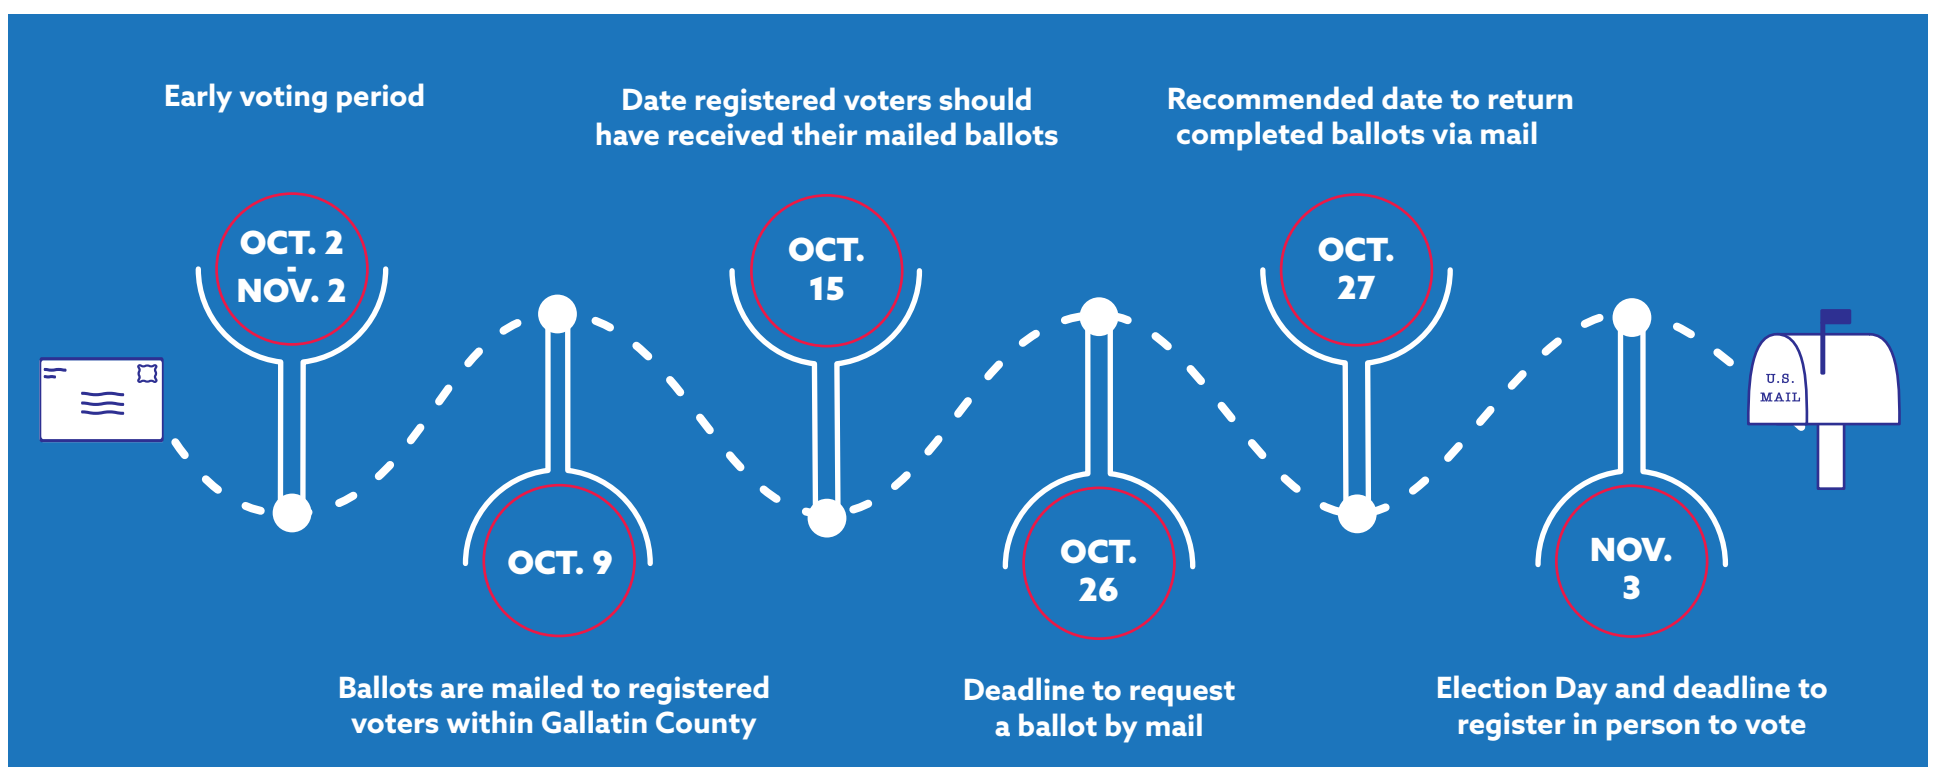 Early voting period
OCT. 2
-
NOV. 2
Ballots are mailed to registered
voters within Gallatin County
OCT. 9
Date registered voters should
have received their mailed ballots
OCT.
15
Deadline to request
a ballot by mail
OCT.
26
Recommended date to return
completed ballots via mail
OCT.
27
Election Day and deadline to
register in person to vote
NOV.
3
U.S.
MAIL